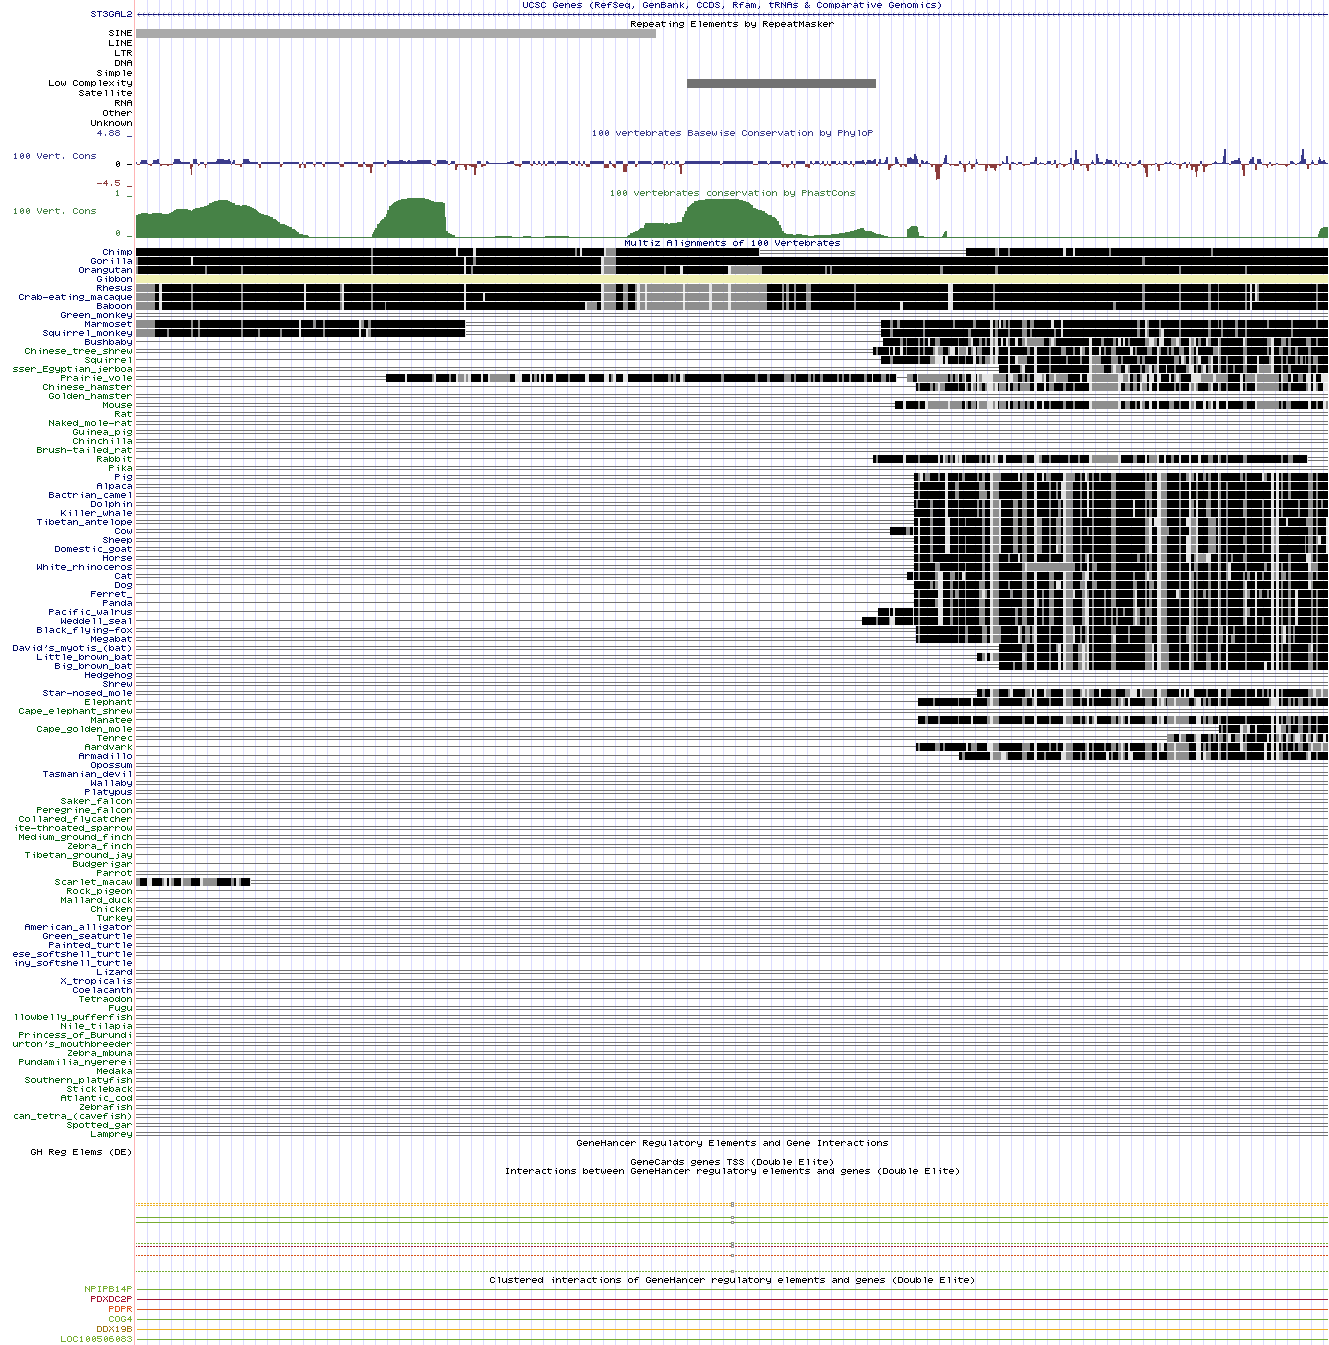 UCSC Genes (RefSeq, GenBank, CCDS, Rfam, tRNAs & Comparative Genomics)
ST3GAL2
Repeating Elements by RepeatMasker
SINE
LINE
LTR
DNA
Simple
Low Complexity
Satellite
RNA
Other
Unknown
4.88 _
100 vertebrates Basewise Conservation by PhyloP
100 Vert. Cons
0 _
-4.5 _
1 _
100 vertebrates conservation by PhastCons
100 Vert. Cons
0 _
Multiz Alignments of 100 Vertebrates
Chimp
Gorilla
Orangutan
Gibbon
Rhesus
Crab-eating_macaque
Baboon
Green_monkey
Marmoset
Squirrel_monkey
Bushbaby
Chinese_tree_shrew
Squirrel
sser_Egyptian_jerboa
Prairie_vole
Chinese_hamster
Golden_hamster
Mouse
Rat
Naked_mole-rat
Guinea_pig
Chinchilla
Brush-tailed_rat
Rabbit
Pika
Pig
Alpaca
Bactrian_camel
Dolphin
Killer_whale
Tibetan_antelope
Cow
Sheep
Domestic_goat
Horse
White_rhinoceros
Cat
Dog
Ferret_
Panda
Pacific_walrus
Weddell_seal
Black_flying-fox
Megabat
David's_myotis_(bat)
Little_brown_bat
Big_brown_bat
Hedgehog
Shrew
Star-nosed_mole
Elephant
Cape_elephant_shrew
Manatee
Cape_golden_mole
Tenrec
Aardvark
Armadillo
Opossum
Tasmanian_devil
Wallaby
Platypus
Saker_falcon
Peregrine_falcon
Collared_flycatcher
ite-throated_sparrow
Medium_ground_finch
Zebra_finch
Tibetan_ground_jay
Budgerigar
Parrot
Scarlet_macaw
Rock_pigeon
Mallard_duck
Chicken
Turkey
American_alligator
Green_seaturtle
Painted_turtle
ese_softshell_turtle
iny_softshell_turtle
Lizard
X_tropicalis
Coelacanth
Tetraodon
Fugu
llowbelly_pufferfish
Nile_tilapia
Princess_of_Burundi
urton's_mouthbreeder
Zebra_mbuna
Pundamilia_nyererei
Medaka
Southern_platyfish
Stickleback
Atlantic_cod
Zebrafish
can_tetra_(cavefish)
Spotted_gar
Lamprey
GeneHancer Regulatory Elements and Gene Interactions
GH Reg Elems (DE)
GeneCards genes TSS (Double Elite)
Interactions between GeneHancer regulatory elements and genes (Double Elite)
Clustered interactions of GeneHancer regulatory elements and genes (Double Elite)
NPIPB14P
PDXDC2P
PDPR
COG4
DDX19B
LOC100506083